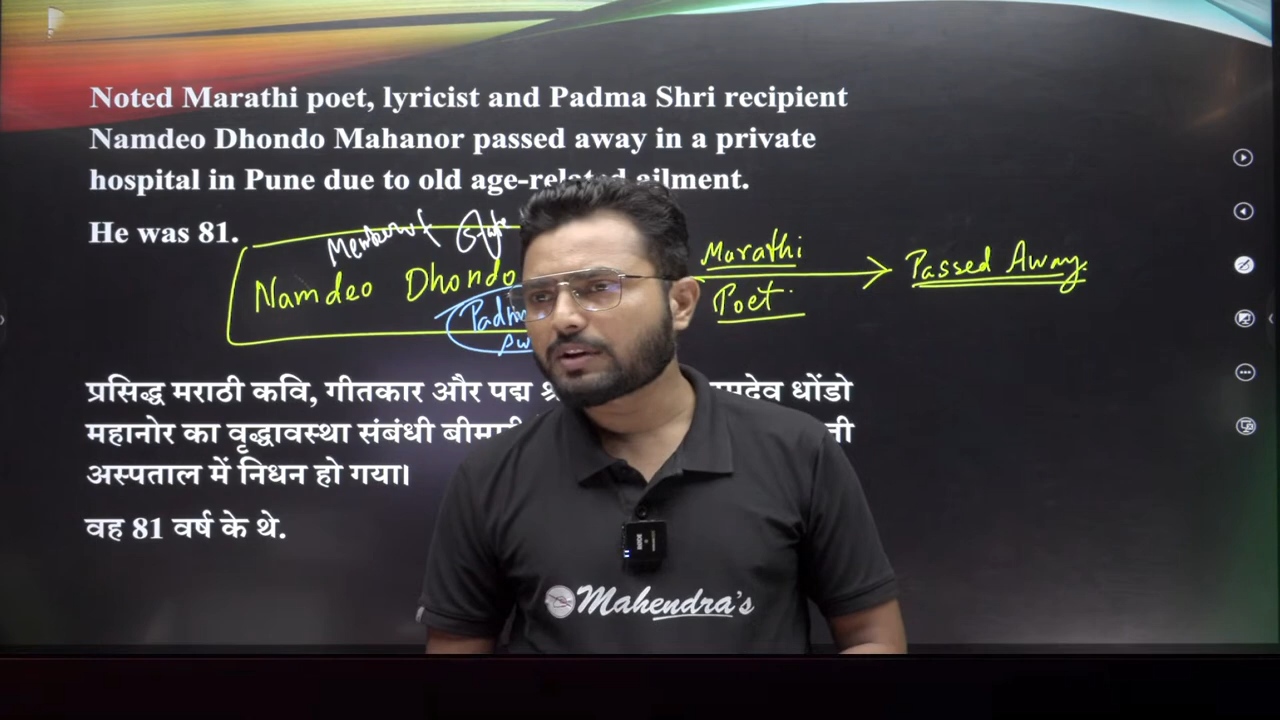 Noted Marathi poet, lyricist and Padma Shri recipient
Namdeo Dhondo Mahanor passed away in a private
hospital in Pune due to old age-related ailment.
He was 81.
Member of
Namdeo Dhondo
Marathi
Poet
Passed Away
प्रसिद्ध मराठी कवि, गीतकार और पद्म धोंडो
महानोर का वृद्धावस्था संबंधी
अस्पताल में निधन हो गया।
वह 81 वर्ष के थे.
Mahendra's